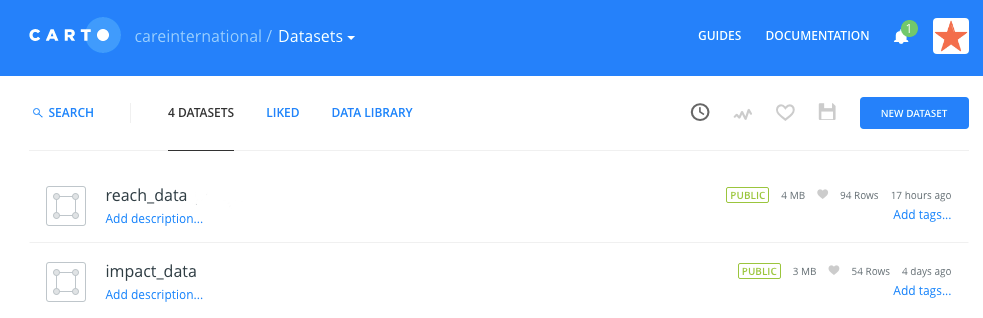 CARTO careinternational / Datasets GUIDES DOCUMENTATION 1
SEARCH 4 DATASETS LIKED DATA LIBRARY NEW DATASET
reach_data PUBLIC 4 MB 94 Rows 17 hours ago
Add description... Add tags...
impact_data PUBLIC 3 MB 54 Rows 4 days ago
Add description... Add tags...